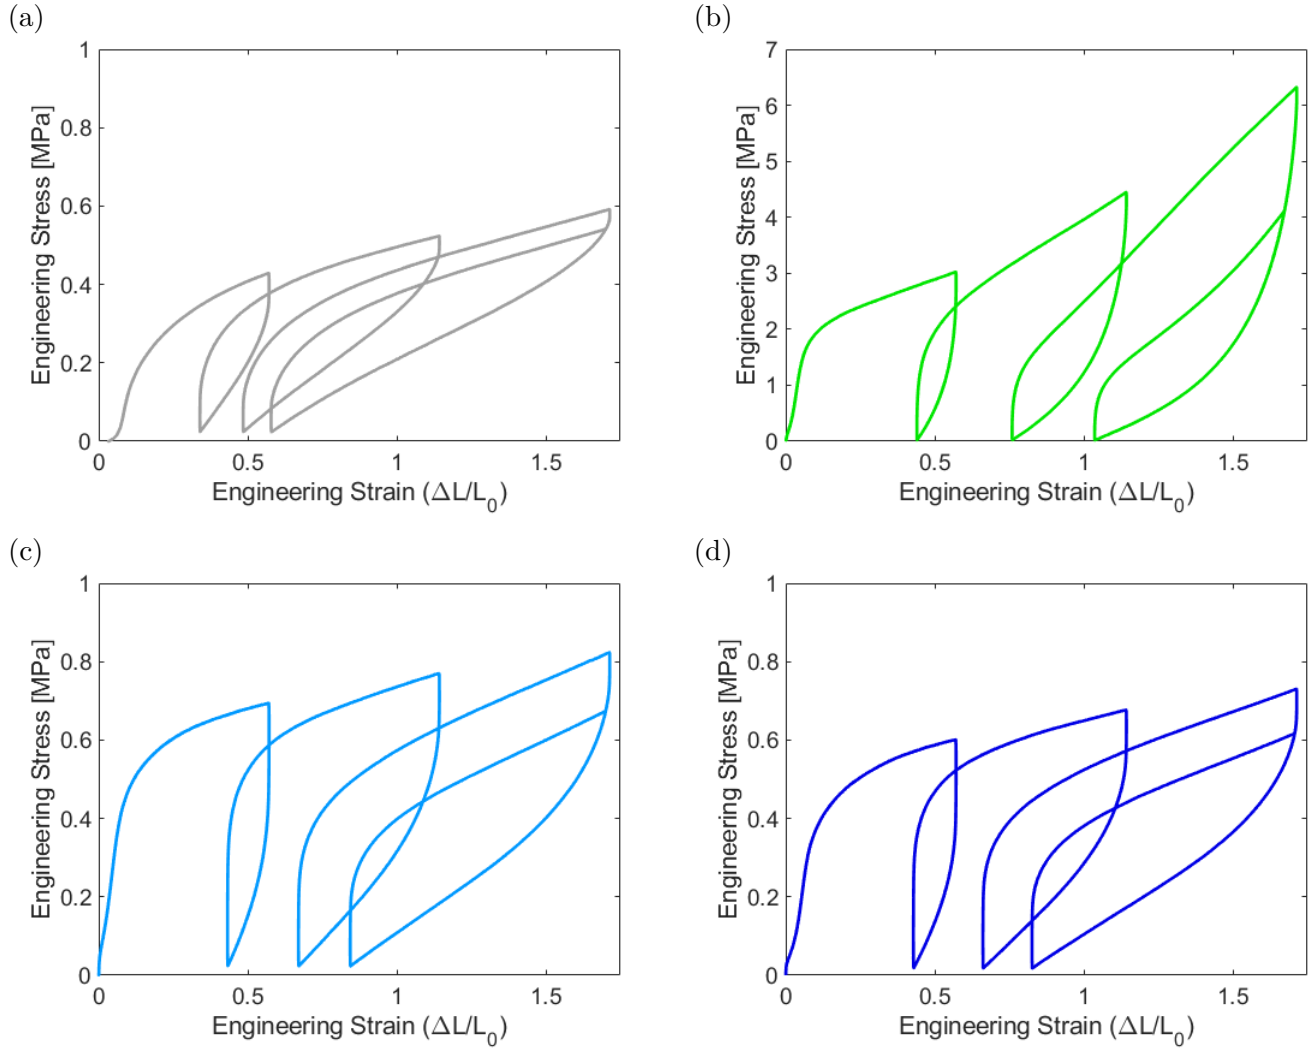 (a)
1
0.8
0.6
0.4
0.2
0
Engineering Stress [MPa]
0 0.5 1 1.5
Engineering Strain (ΔL/L₀)
(b)
7
6
5
4
3
2
1
0
Engineering Stress [MPa]
0 0.5 1 1.5
Engineering Strain (ΔL/L₀)
(c)
1
0.8
0.6
0.4
0.2
0
Engineering Stress [MPa]
0 0.5 1 1.5
Engineering Strain (ΔL/L₀)
(d)
1
0.8
0.6
0.4
0.2
0
Engineering Stress [MPa]
0 0.5 1 1.5
Engineering Strain (ΔL/L₀)